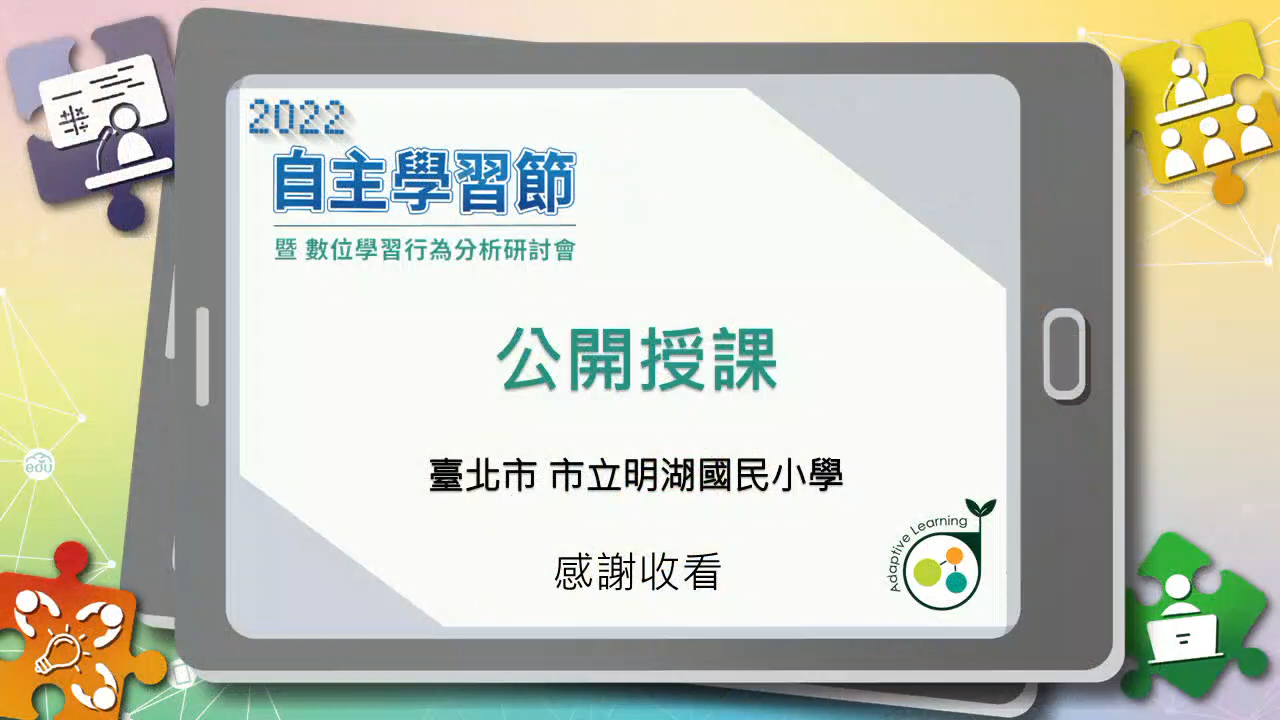 2022
自主學習節
暨 數位學習行為分析研討會
公開授課
臺北市 市立明湖國民小學
感謝收看
Adaptive Learning
edu